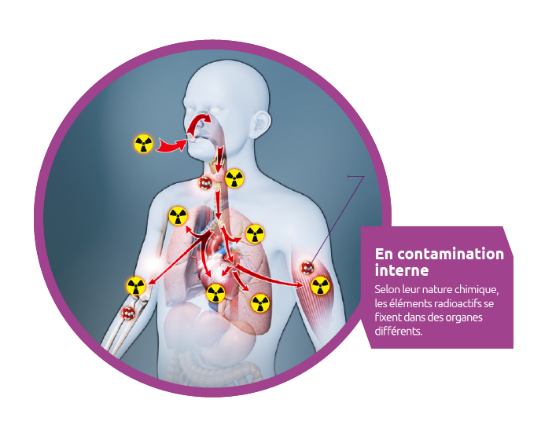 En contamination
interne
Selon leur nature chimique,
les éléments radioactifs se
fixent dans des organes
différents.